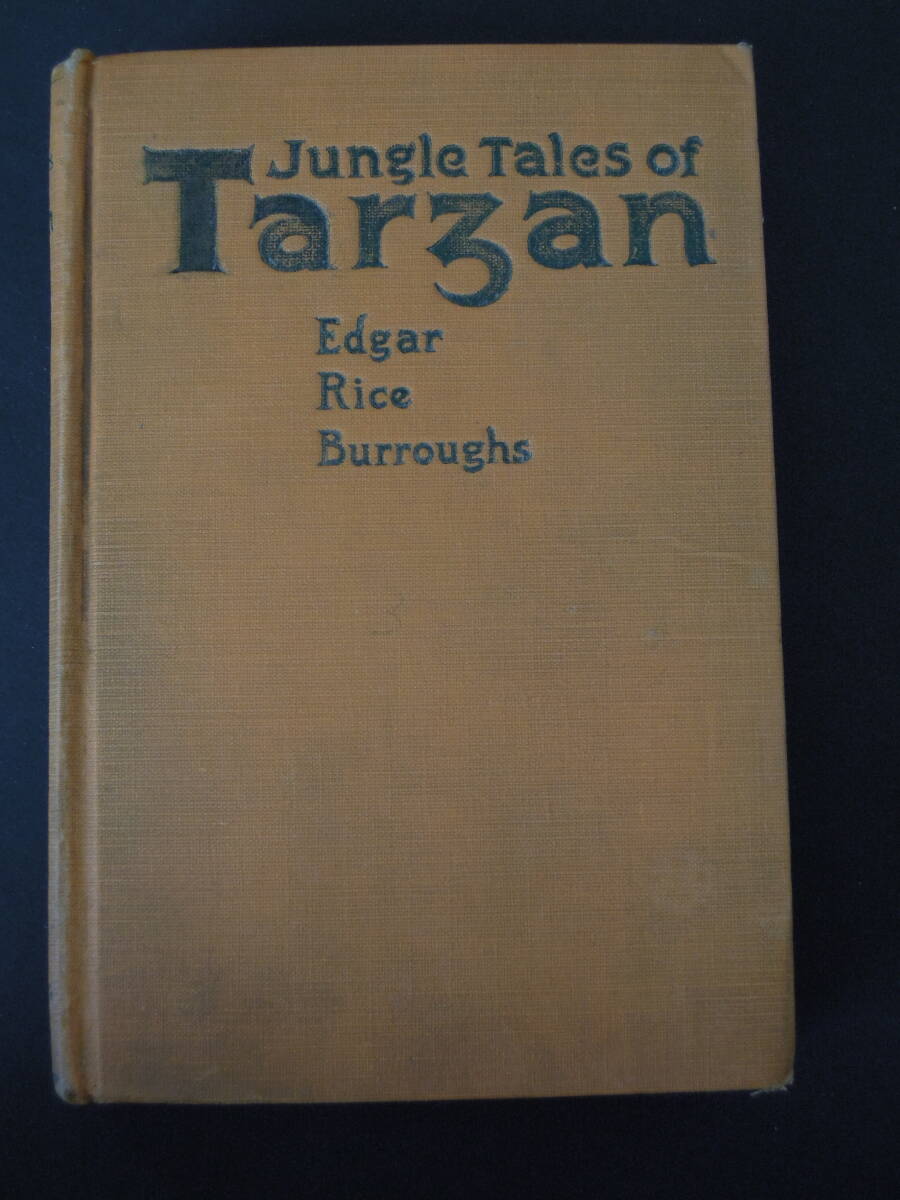 Jungle Tales of
Tarzan
Edgar
Rice
Burroughs